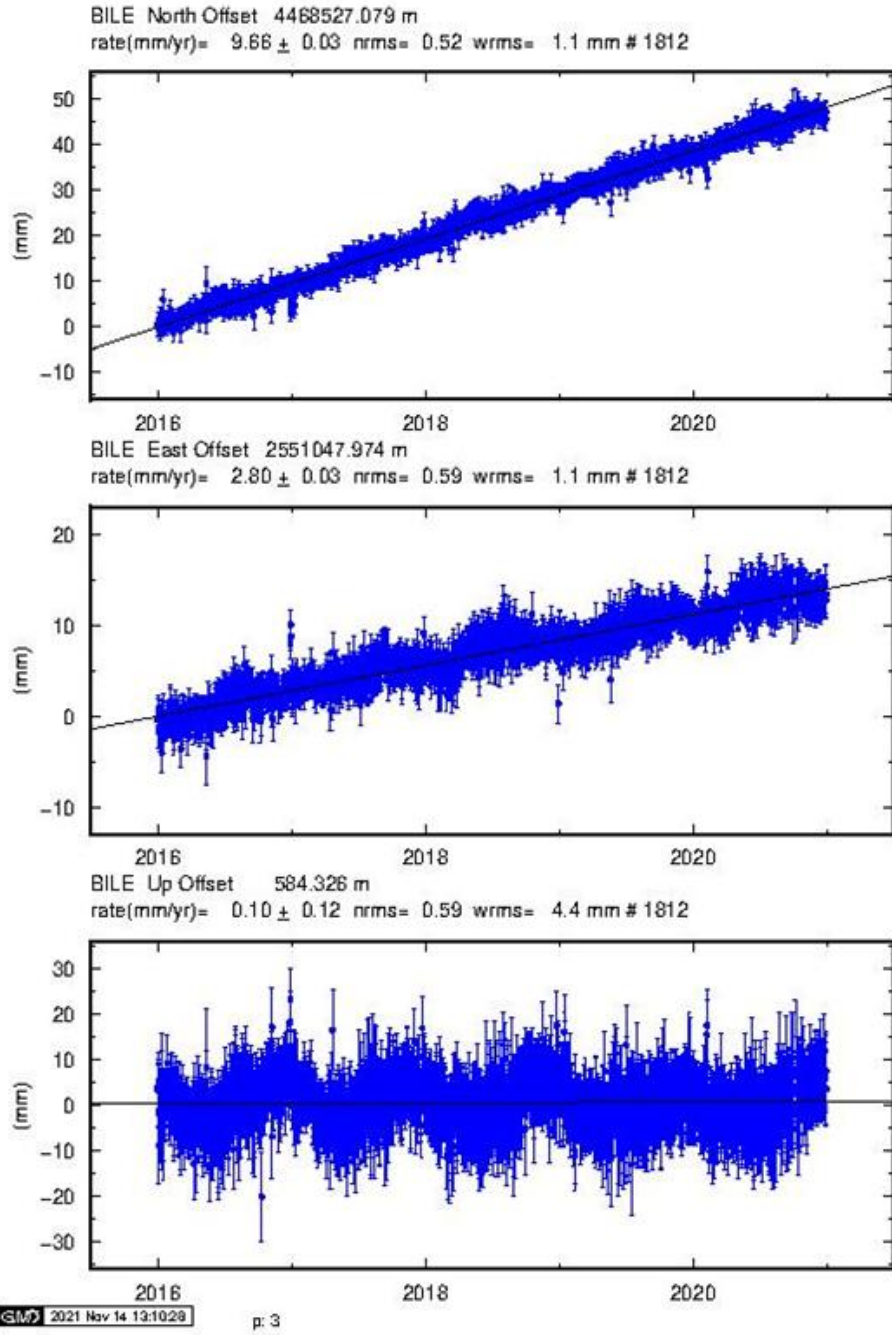 BILE North Offset 4468527.079 m
rate(mm/yr)= 9.66 ± 0.03 nrms= 0.52 wrms= 1.1 mm # 1812
50
40
30
20
10
0
−10
(mm)
2016 2018 2020
BILE East Offset 2551047.974 m
rate(mm/yr)= 2.80 ± 0.03 nrms= 0.59 wrms= 1.1 mm # 1812
20
10
0
−10
(mm)
2016 2018 2020
BILE Up Offset 584.326 m
rate(mm/yr)= 0.10 ± 0.12 nrms= 0.59 wrms= 4.4 mm # 1812
30
20
10
0
−10
−20
−30
(mm)
2016 2018 2020
GMT 2021 Nov 14 13:10:28 p: 3